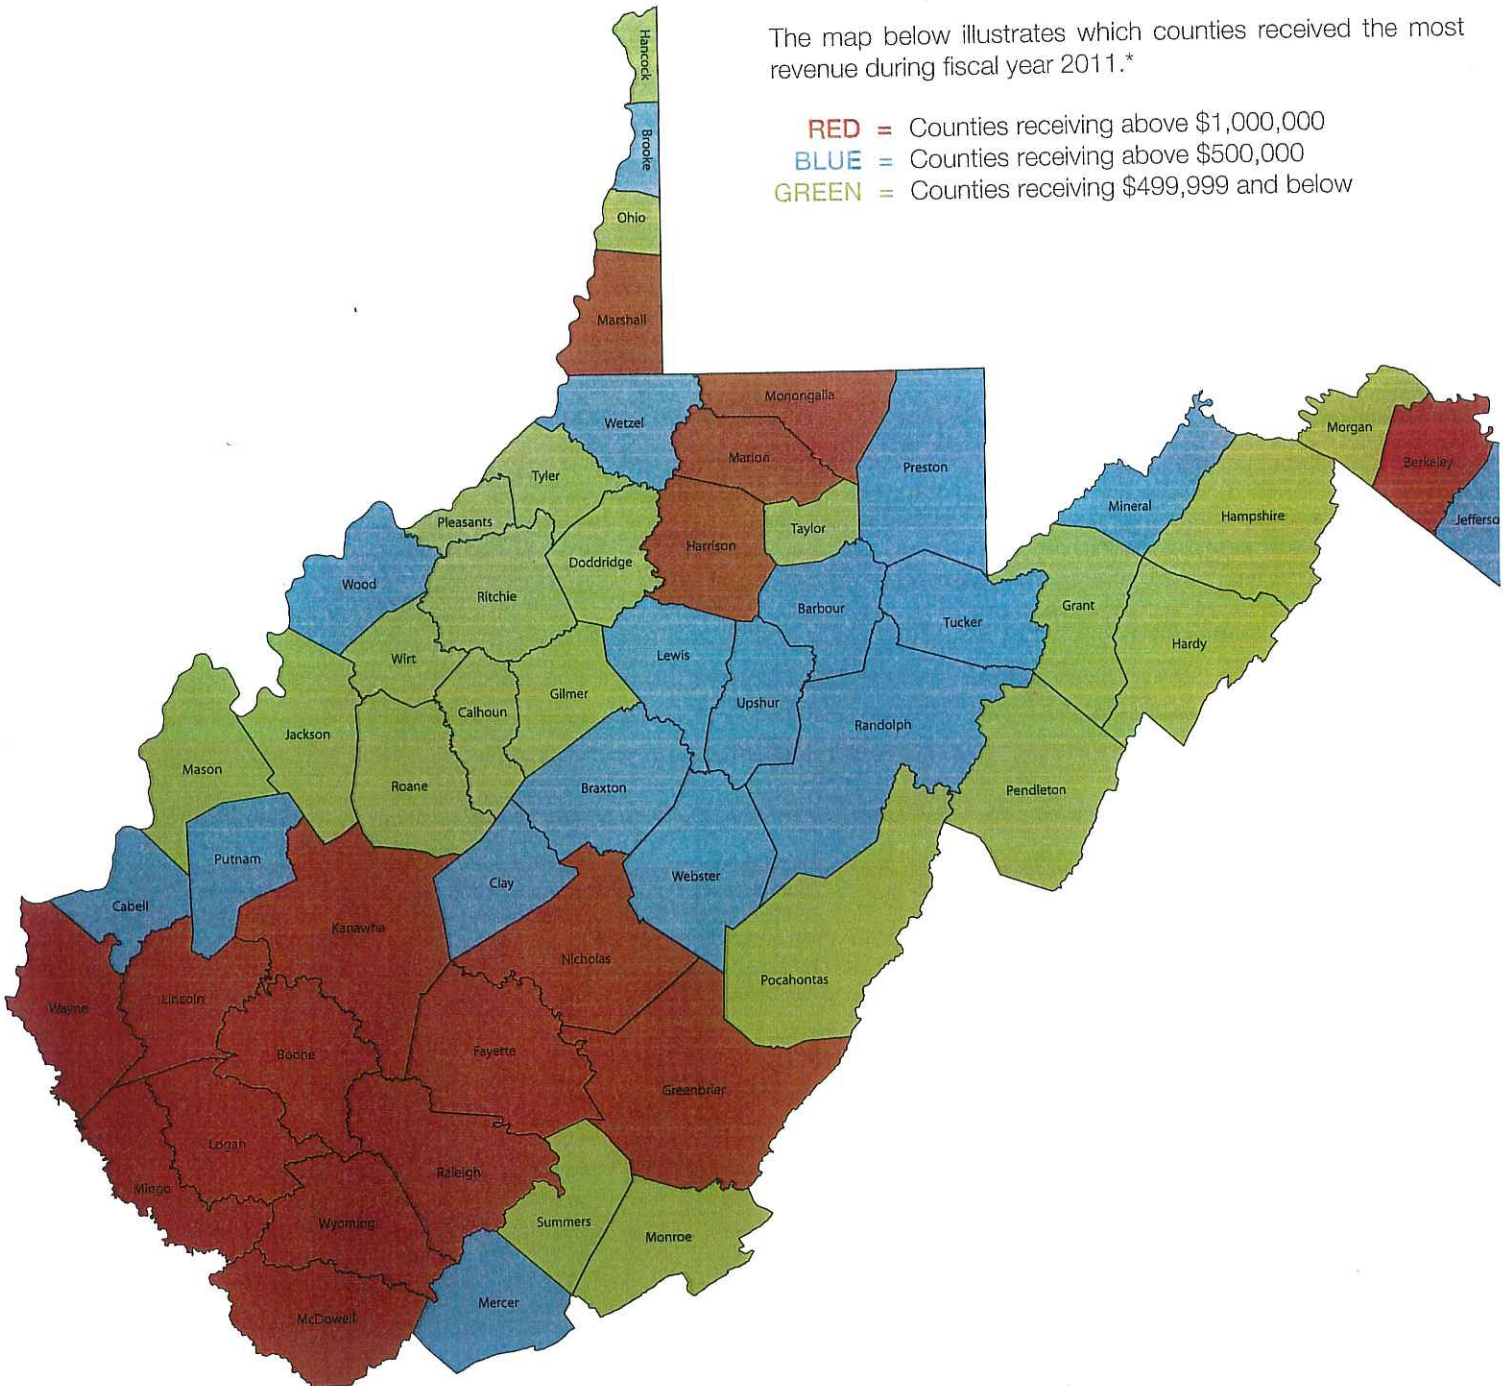 The map below illustrates which counties received the most
revenue during fiscal year 2011.*
RED = Counties receiving above $1,000,000
BLUE = Counties receiving above $500,000
GREEN = Counties receiving $499,999 and below
Hancock
Brooke
Ohio
Marshall
Monongalia
Wetzel
Marion
Preston
Morgan
Berkeley
Jefferso
Mineral
Hampshire
Tyler
Pleasants
Taylor
Harrison
Doddridge
Wood
Ritchie
Barbour
Tucker
Grant
Hardy
Wirt
Lewis
Gilmer
Upshur
Calhoun
Randolph
Jackson
Mason
Roane
Braxton
Pendleton
Putnam
Clay
Webster
Cabell
Kanawha
Nicholas
Pocahontas
Wayne
Lincoln
Boone
Fayette
Greenbrier
Logan
Raleigh
Mingo
Wyoming
Summers
Monroe
Mercer
McDowell